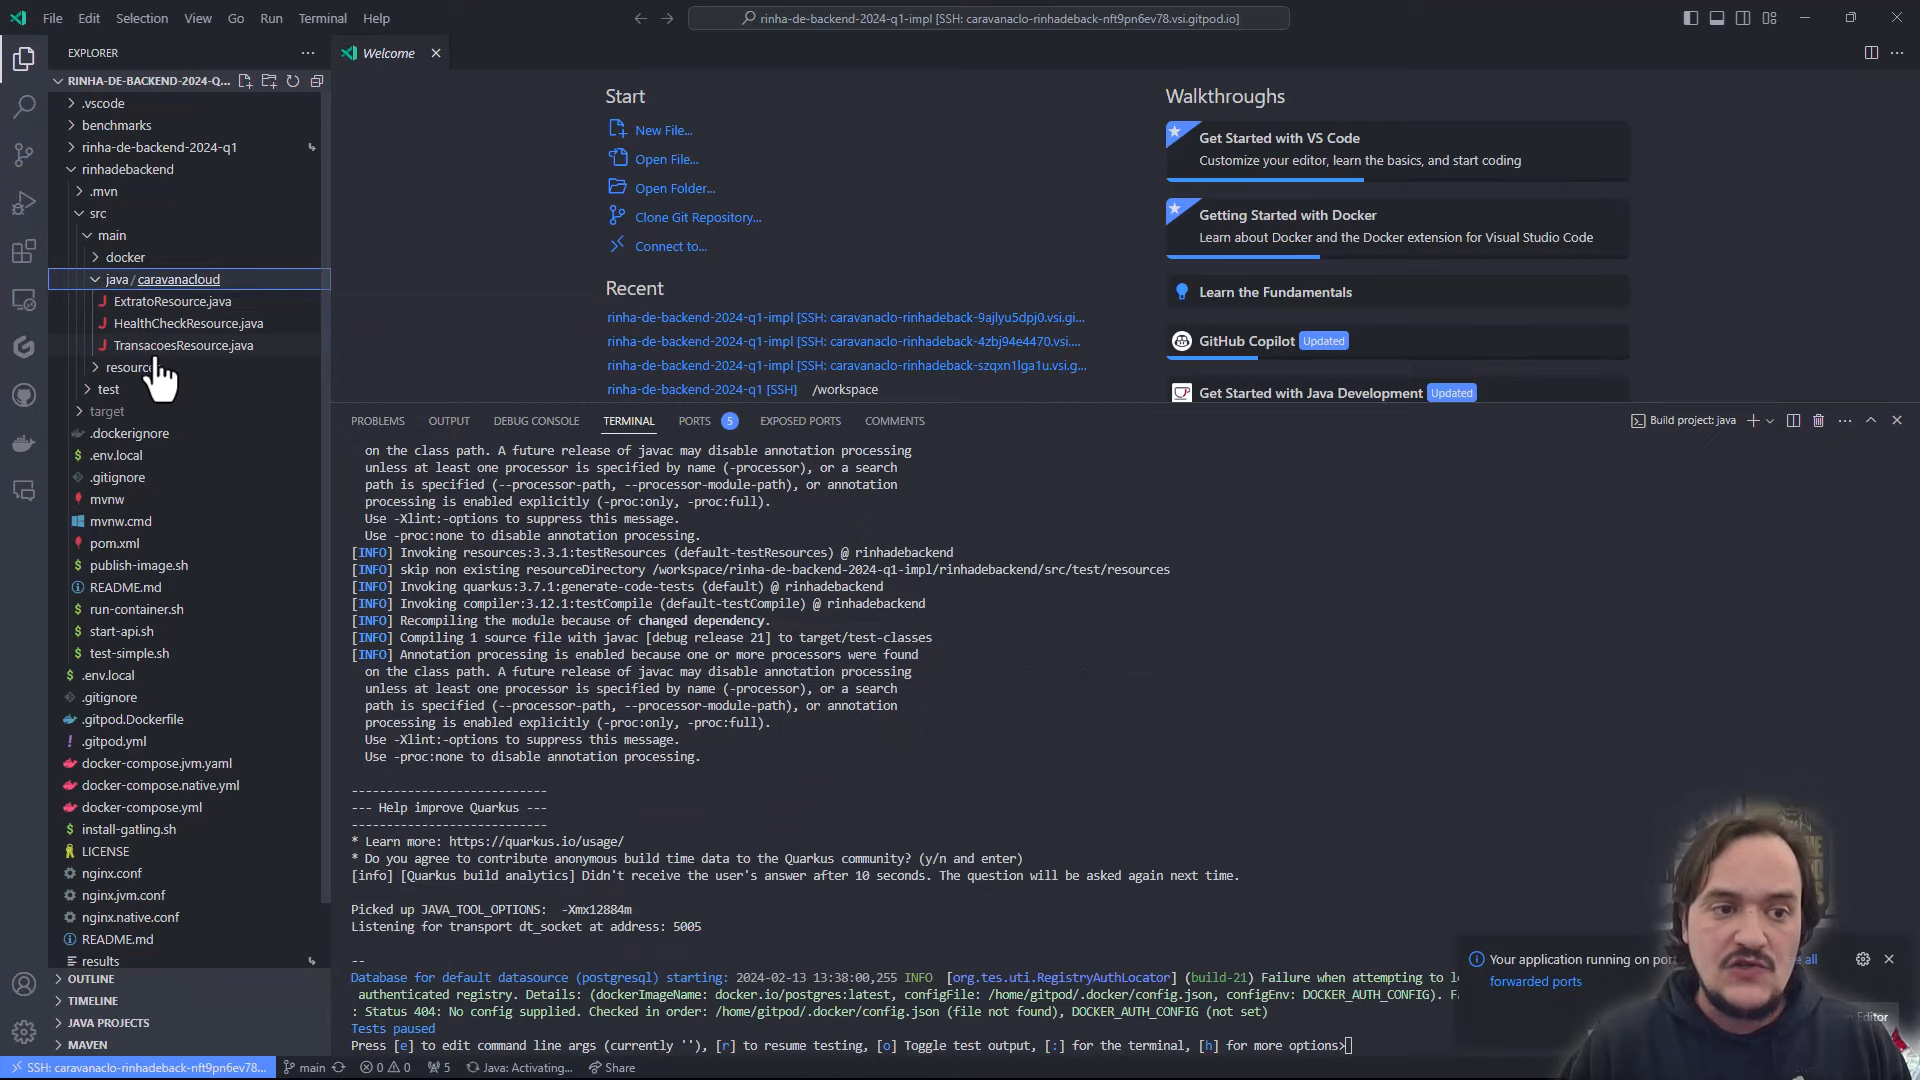 File Edit Selection View Go Run Terminal Help
rinha-de-backend-2024-q1-impl [SSH: caravanaclo-rinhadeback-nft9pn6ev78.vsi.gitpod.io]
EXPLORER
RINHA-DE-BACKEND-2024-Q...
.vscode
benchmarks
rinha-de-backend-2024-q1
rinhadebackend
.mvn
src
main
docker
java / caravanacloud
ExtratoResource.java
HealthCheckResource.java
TransacoesResource.java
test
target
.dockerignore
.env.local
.gitignore
mvnw
mvnw.cmd
pom.xml
publish-image.sh
README.md
run-container.sh
start-api.sh
test-simple.sh
.env.local
.gitignore
.gitpod.Dockerfile
.gitpod.yml
docker-compose.jvm.yaml
docker-compose.native.yml
docker-compose.yml
install-gatling.sh
LICENSE
nginx.conf
nginx.jvm.conf
nginx.native.conf
README.md
results
OUTLINE
TIMELINE
JAVA PROJECTS
MAVEN
Welcome
Start
New File...
Open File...
Open Folder...
Clone Git Repository...
Connect to...
Recent
rinha-de-backend-2024-q1-impl [SSH: caravanaclo-rinhadeback-9ajlyu5dpj0.vsi.gi...
rinha-de-backend-2024-q1-impl [SSH: caravanaclo-rinhadeback-4zbj94e4470.vsi....
rinha-de-backend-2024-q1-impl [SSH: caravanaclo-rinhadeback-szqxn1lga1u.vsi.g...
rinha-de-backend-2024-q1 [SSH] /workspace
Walkthroughs
Get Started with VS Code
Customize your editor, learn the basics, and start coding
Getting Started with Docker
Learn about Docker and the Docker extension for Visual Studio Code
Learn the Fundamentals
GitHub Copilot Updated
Get Started with Java Development Updated
PROBLEMS OUTPUT DEBUG CONSOLE TERMINAL PORTS 5 EXPOSED PORTS COMMENTS
Build project: java
on the class path. A future release of javac may disable annotation processing
unless at least one processor is specified by name (-processor), or a search
path is specified (--processor-path, --processor-module-path), or annotation
processing is enabled explicitly (-proc:only, -proc:full).
Use -Xlint:-options to suppress this message.
Use -proc:none to disable annotation processing.
[INFO] Invoking resources:3.3.1:testResources (default-testResources) @ rinhadebackend
[INFO] skip non existing resourceDirectory /workspace/rinha-de-backend-2024-q1-impl/rinhadebackend/src/test/resources
[INFO] Invoking quarkus:3.7.1:generate-code-tests (default) @ rinhadebackend
[INFO] Invoking compiler:3.12.1:testCompile (default-testCompile) @ rinhadebackend
[INFO] Recompiling the module because of changed dependency.
[INFO] Compiling 1 source file with javac [debug release 21] to target/test-classes
[INFO] Annotation processing is enabled because one or more processors were found
on the class path. A future release of javac may disable annotation processing
unless at least one processor is specified by name (-processor), or a search
path is specified (--processor-path, --processor-module-path), or annotation
processing is enabled explicitly (-proc:only, -proc:full).
Use -Xlint:-options to suppress this message.
Use -proc:none to disable annotation processing.
----------------------------
--- Help improve Quarkus ---
----------------------------
* Learn more: https://quarkus.io/usage/
* Do you agree to contribute anonymous build time data to the Quarkus community? (y/n and enter)
[info] [Quarkus build analytics] Didn't receive the user's answer after 10 seconds. The question will be asked again next time.
Picked up JAVA_TOOL_OPTIONS: -Xmx12884m
Listening for transport dt_socket at address: 5005
--
Database for default datasource (postgresql) starting: 2024-02-13 13:38:00,255 INFO [org.tes.uti.RegistryAuthLocator] (build-21) Failure when attempting to l
authenticated registry. Details: (dockerImageName: docker.io/postgres:latest, configFile: /home/gitpod/.docker/config.json, configEnv: DOCKER_AUTH_CONFIG). F
: Status 404: No config supplied. Checked in order: /home/gitpod/.docker/config.json (file not found), DOCKER_AUTH_CONFIG (not set)
Tests paused
Press [e] to edit command line args (currently ''), [r] to resume testing, [o] Toggle test output, [:] for the terminal, [h] for more options>
Your application running on
forwarded ports
Editor
SSH: caravanaclo-rinhadeback-nft9pn6ev78... main 0 0 5 Java: Activating... Share